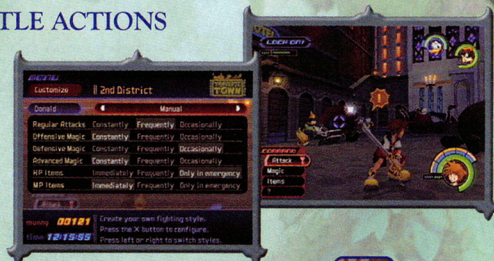 TLE ACTIONS
MENU
Customize
2nd District
TRAVERSE TOWN
Donald
Manual
Regular Attacks Constantly Frequently Occasionally
Offensive Magic Constantly Frequently Occasionally
Defensive Magic Constantly Frequently Occasionally
Advanced Magic Constantly Frequently Occasionally
HP Items Immediately Frequently Only in emergency
MP Items Immediately Frequently Only in emergency
munny 00121
time 12:15:55
Create your own fighting style.
Press the X button to configure.
Press left or right to switch styles.
LOCK ON!
1
COMMAND
Attack
Magic
Items
?